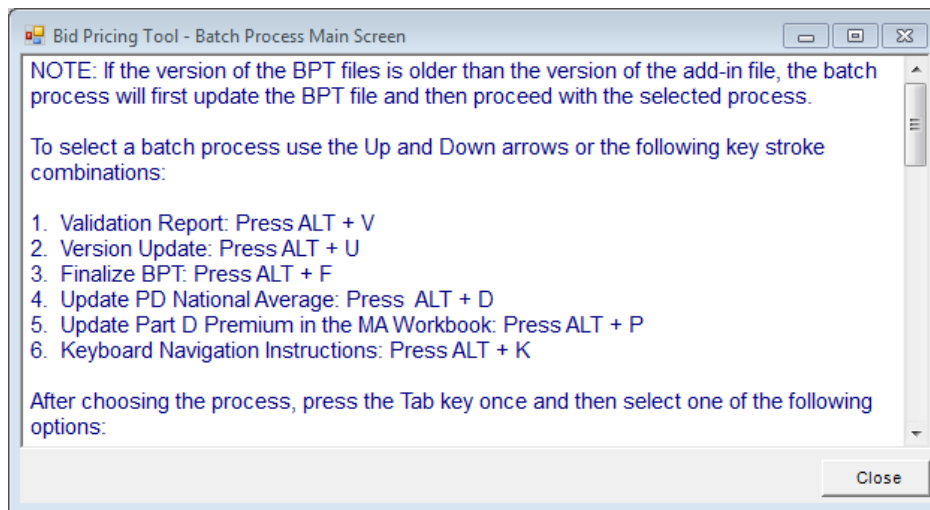 Bid Pricing Tool - Batch Process Main Screen
NOTE: If the version of the BPT files is older than the version of the add-in file, the batch
process will first update the BPT file and then proceed with the selected process.
To select a batch process use the Up and Down arrows or the following key stroke
combinations:
1. Validation Report: Press ALT + V
2. Version Update: Press ALT + U
3. Finalize BPT: Press ALT + F
4. Update PD National Average: Press ALT + D
5. Update Part D Premium in the MA Workbook: Press ALT + P
6. Keyboard Navigation Instructions: Press ALT + K
After choosing the process, press the Tab key once and then select one of the following
options:
Close